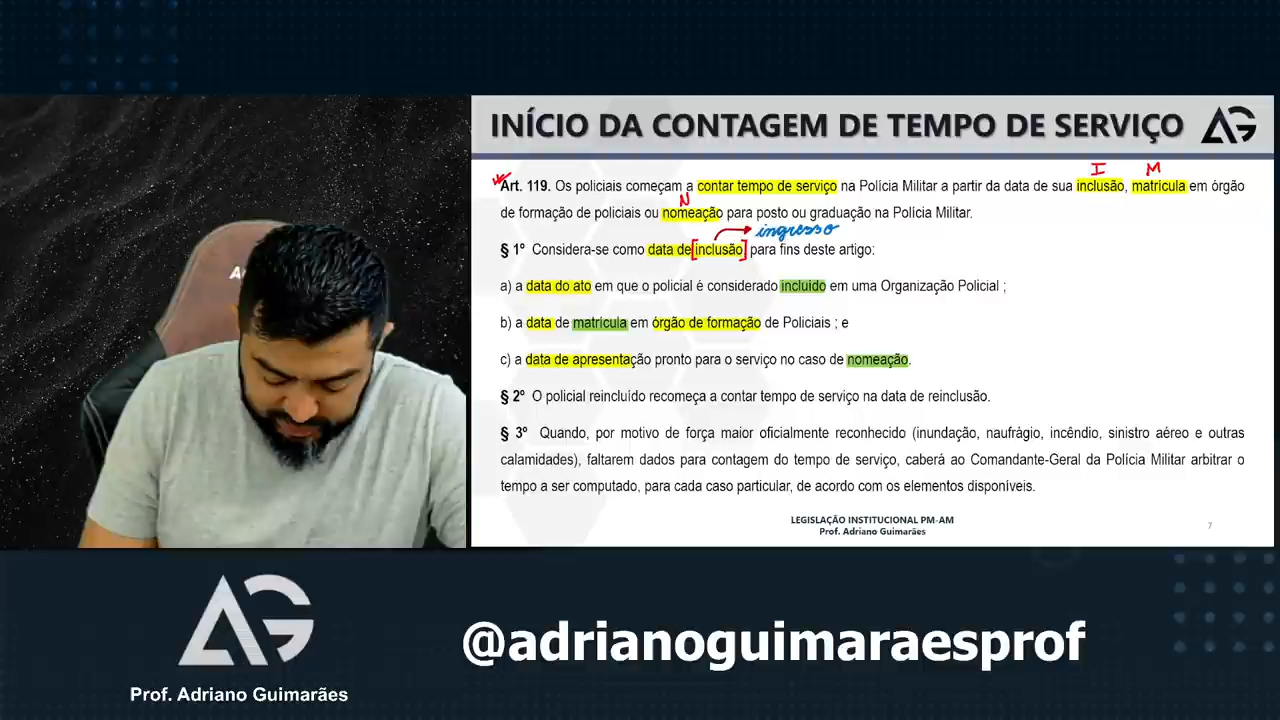 INÍCIO DA CONTAGEM DE TEMPO DE SERVIÇO AG
I M
Art. 119. Os policiais começam a contar tempo de serviço na Polícia Militar a partir da data de sua inclusão, matrícula em órgão
N
de formação de policiais ou nomeação para posto ou graduação na Polícia Militar.
ingresso
§ 1º Considera-se como data de [inclusão] para fins deste artigo:
a) a data do ato em que o policial é considerado incluído em uma Organização Policial ;
b) a data de matrícula em órgão de formação de Policiais ; e
c) a data de apresentação pronto para o serviço no caso de nomeação.
§ 2º O policial reincluído recomeça a contar tempo de serviço na data de reinclusão.
§ 3º Quando, por motivo de força maior oficialmente reconhecido (inundação, naufrágio, incêndio, sinistro aéreo e outras
calamidades), faltarem dados para contagem do tempo de serviço, caberá ao Comandante-Geral da Polícia Militar arbitrar o
tempo a ser computado, para cada caso particular, de acordo com os elementos disponíveis.
LEGISLAÇÃO INSTITUCIONAL PM-AM
Prof. Adriano Guimarães
7
AG
Prof. Adriano Guimarães
@adrianoguimaraesprof